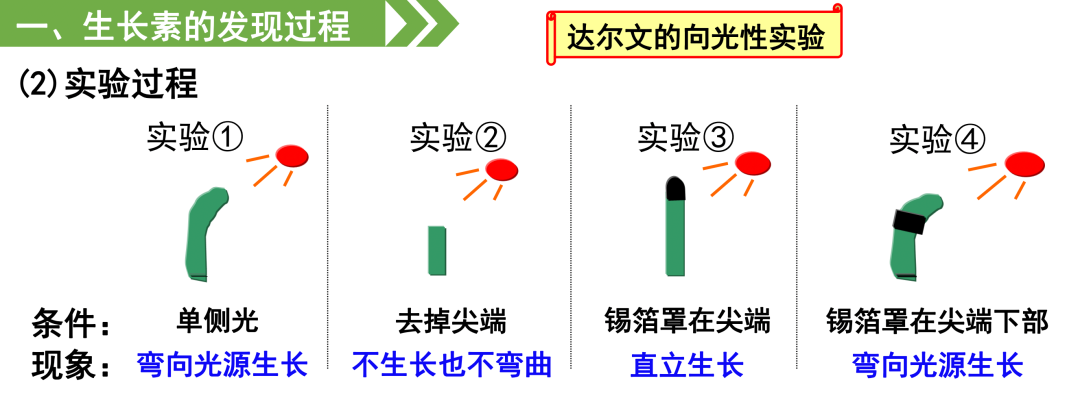 一、生长素的发现过程
达尔文的向光性实验
(2)实验过程
实验① 实验② 实验③ 实验④
条件： 单侧光 去掉尖端 锡箔罩在尖端 锡箔罩在尖端下部
现象： 弯向光源生长 不生长也不弯曲 直立生长 弯向光源生长